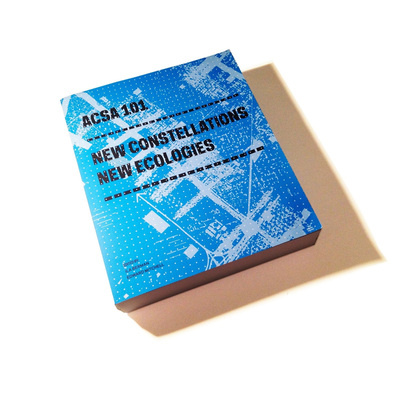 ACSA 101
NEW CONSTELLATIONS
NEW ECOLOGIES